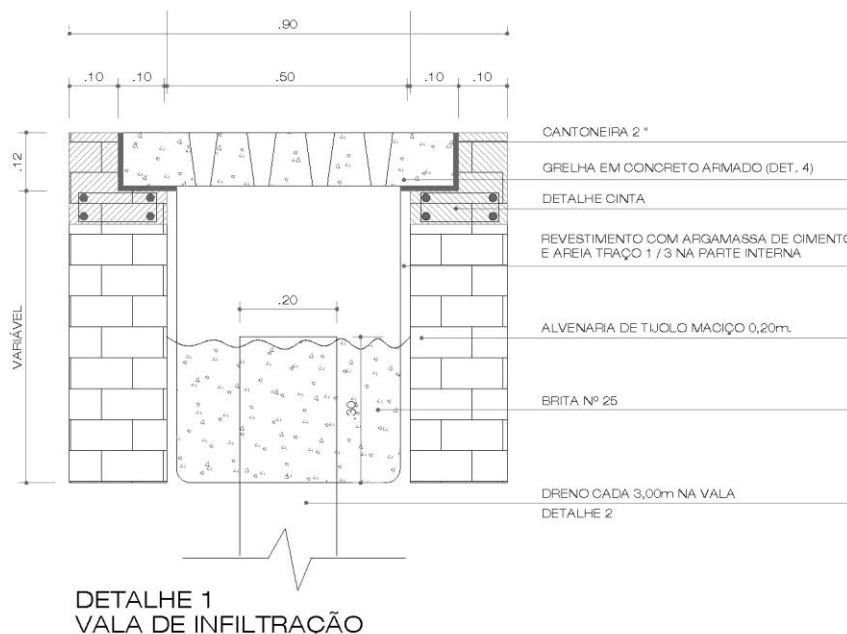 .90
.10
.10
.50
.10
.10
.12
VARIÁVEL
.20
.30
CANTONEIRA 2 "
GRELHA EM CONCRETO ARMADO (DET. 4)
DETALHE CINTA
REVESTIMENTO COM ARGAMASSA DE CIMENTO
E AREIA TRAÇO 1 / 3 NA PARTE INTERNA
ALVENARIA DE TIJOLO MACIÇO 0,20m.
BRITA Nº 25
DRENO CADA 3,00m NA VALA
DETALHE 2
DETALHE 1
VALA DE INFILTRAÇÃO